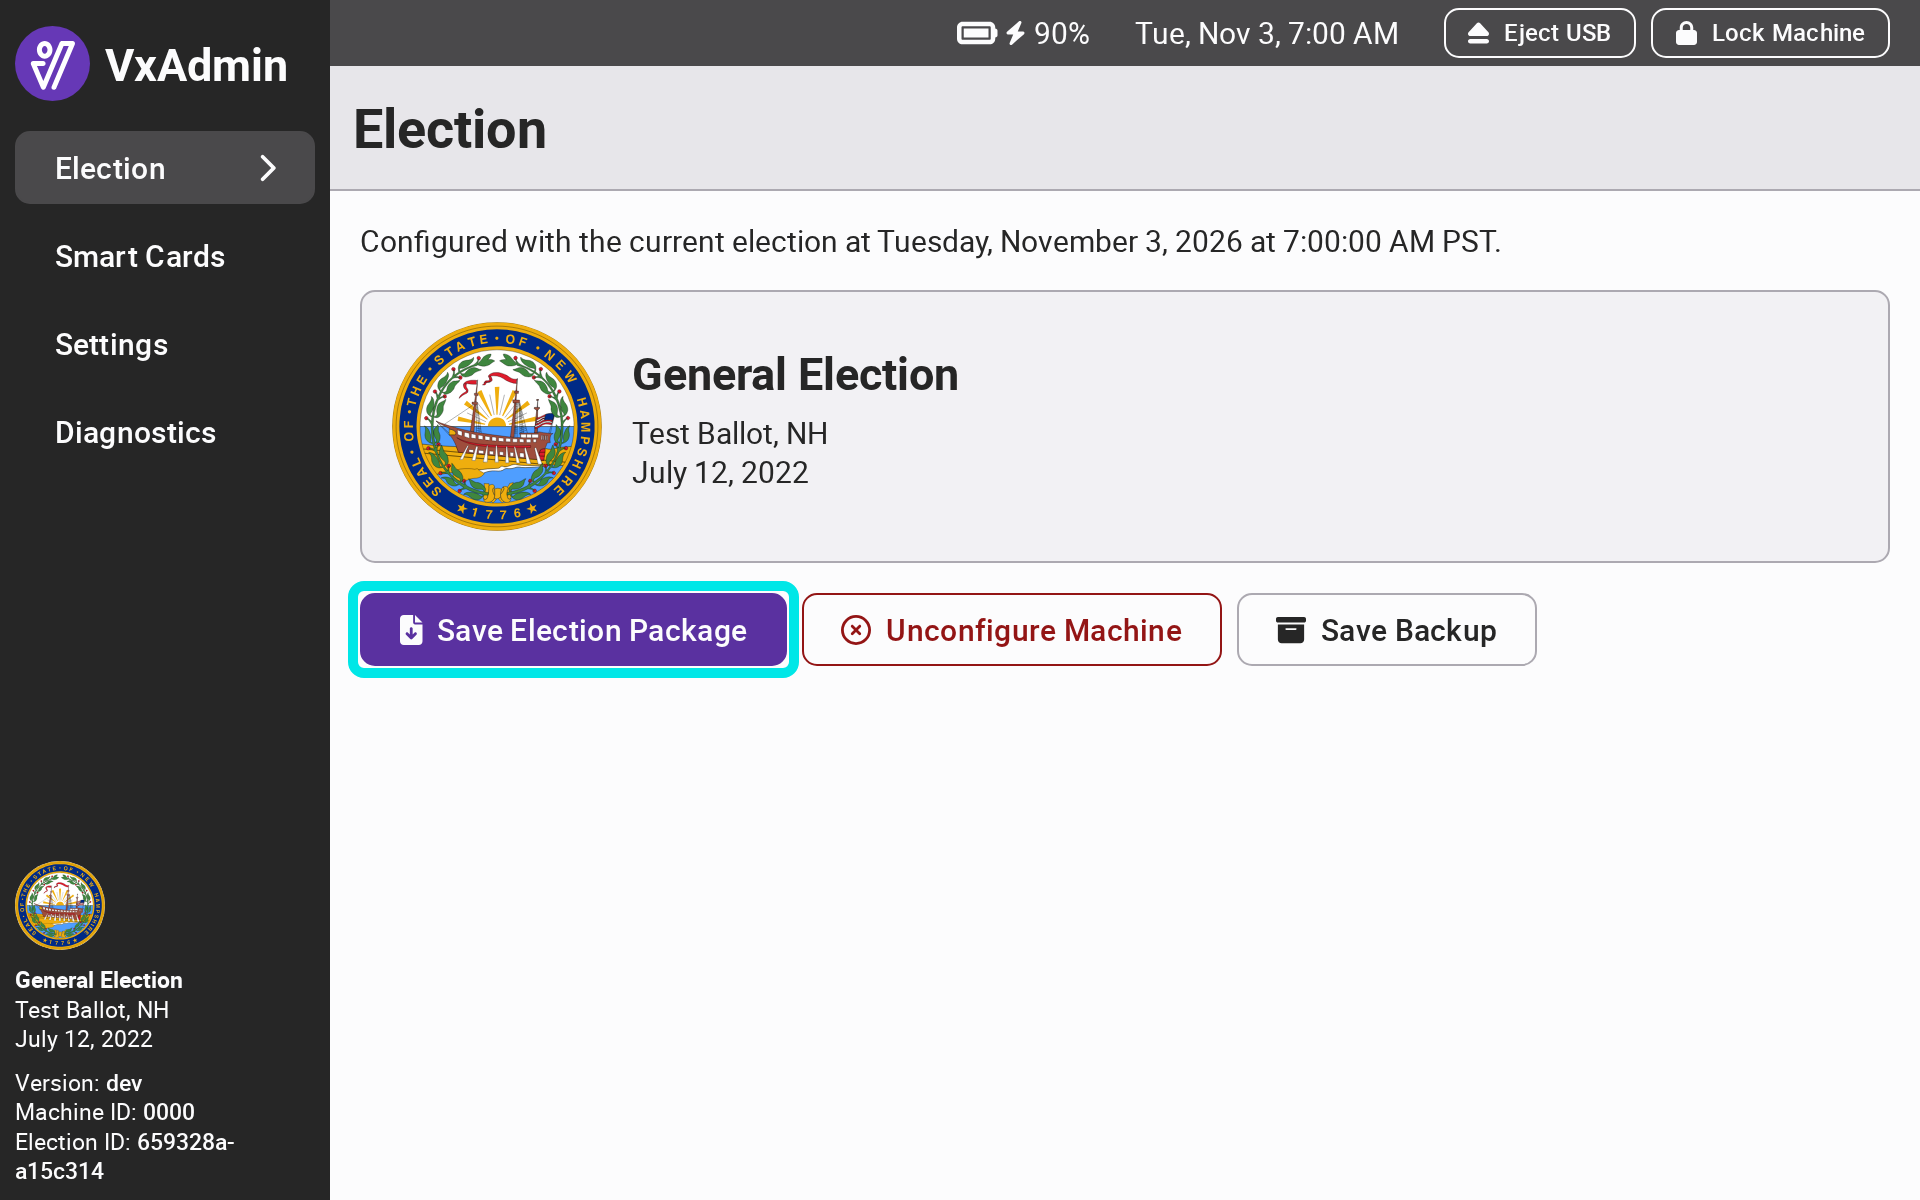 VxAdmin
Election
Smart Cards
Settings
Diagnostics
General Election
Test Ballot, NH
July 12, 2022
Version: dev
Machine ID: 0000
Election ID: 659328a-
a15c314
90%
Tue, Nov 3, 7:00 AM
Eject USB
Lock Machine
Election
Configured with the current election at Tuesday, November 3, 2026 at 7:00:00 AM PST.
SEAL · OF · THE · STATE · OF · NEW HAMPSHIRE
1776
General Election
Test Ballot, NH
July 12, 2022
Save Election Package
Unconfigure Machine
Save Backup